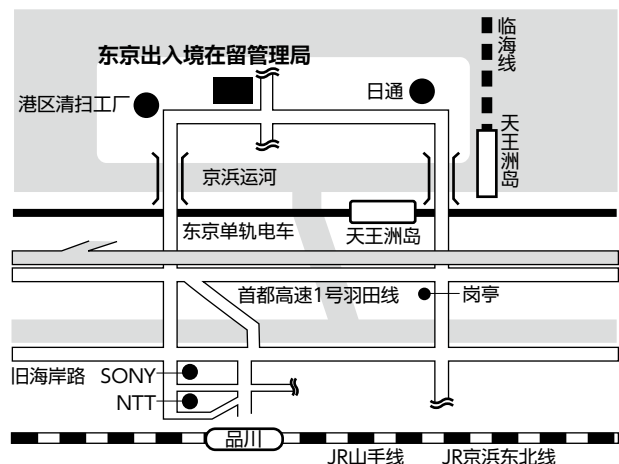 临海线
东京出入境在留管理局
日通
港区清扫工厂
天王洲岛
京浜运河
东京单轨电车
天王洲岛
首都高速1号羽田线
岗亭
旧海岸路
SONY
NTT
品川
JR山手线
JR京浜东北线